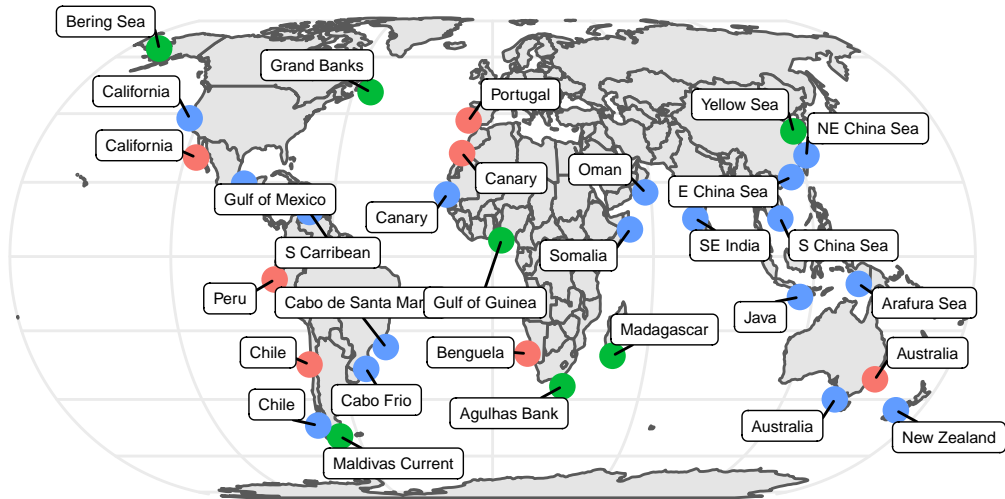 Bering Sea
Grand Banks
California
Portugal
Yellow Sea
NE China Sea
California
Canary
Oman
E China Sea
Gulf of Mexico
Canary
S Carribean
Somalia
SE India
S China Sea
Peru
Cabo de Santa Mar
Gulf of Guinea
Java
Arafura Sea
Madagascar
Chile
Benguela
Australia
Chile
Cabo Frio
Agulhas Bank
Australia
New Zealand
Maldivas Current